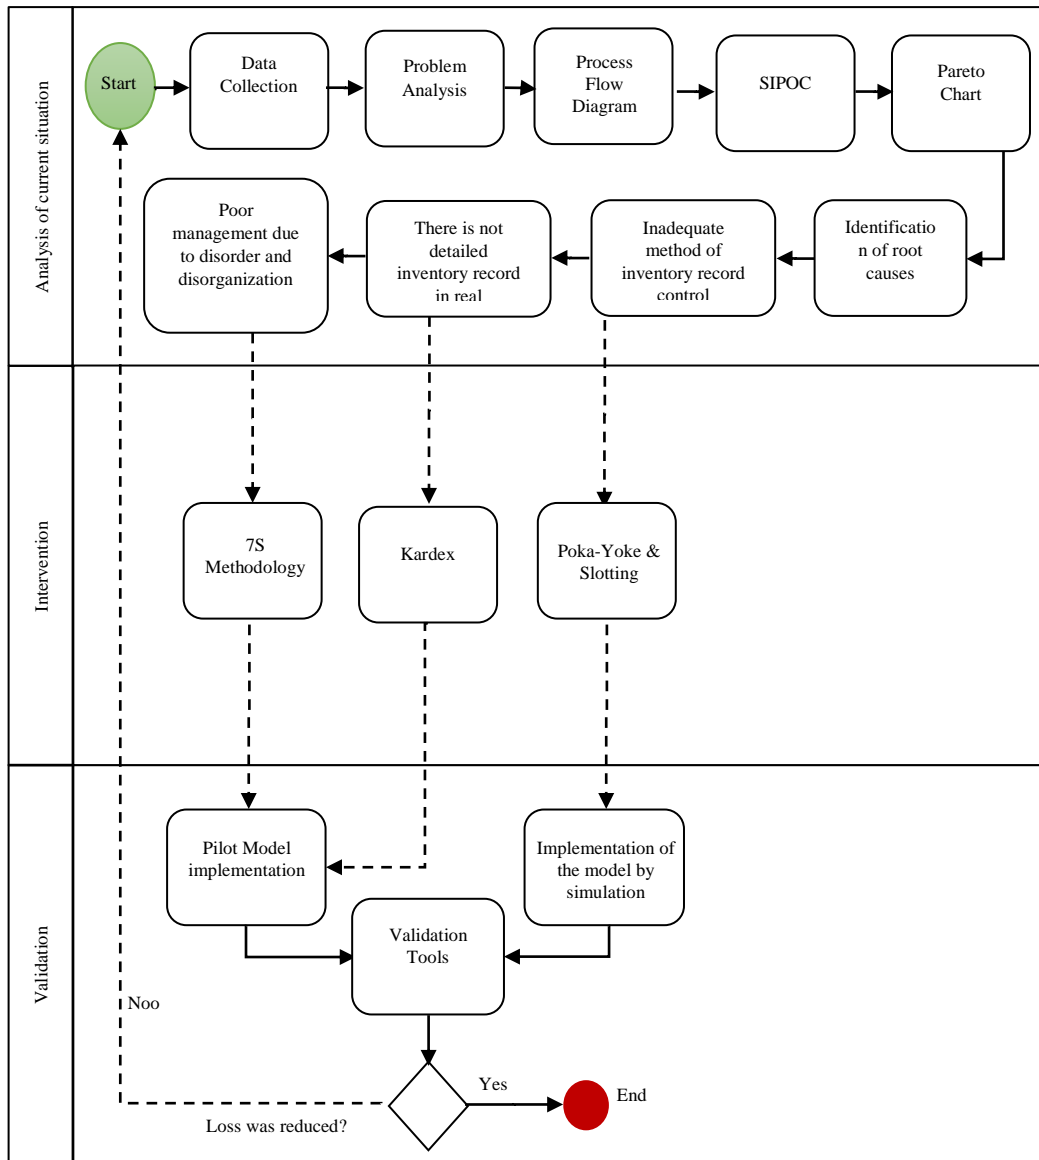 Analysis of current situation
Start
Data
Collection
Problem
Analysis
Process
Flow
Diagram
SIPOC
Pareto
Chart
Poor
management due
to disorder and
disorganization
There is not
detailed
inventory record
in real
Inadequate
method of
inventory record
control
Identificatio
n of root
causes
Intervention
7S
Methodology
Kardex
Poka-Yoke &
Slotting
Validation
Pilot Model
implementation
Implementation of
the model by
simulation
Validation
Tools
Noo
Yes
End
Loss was reduced?